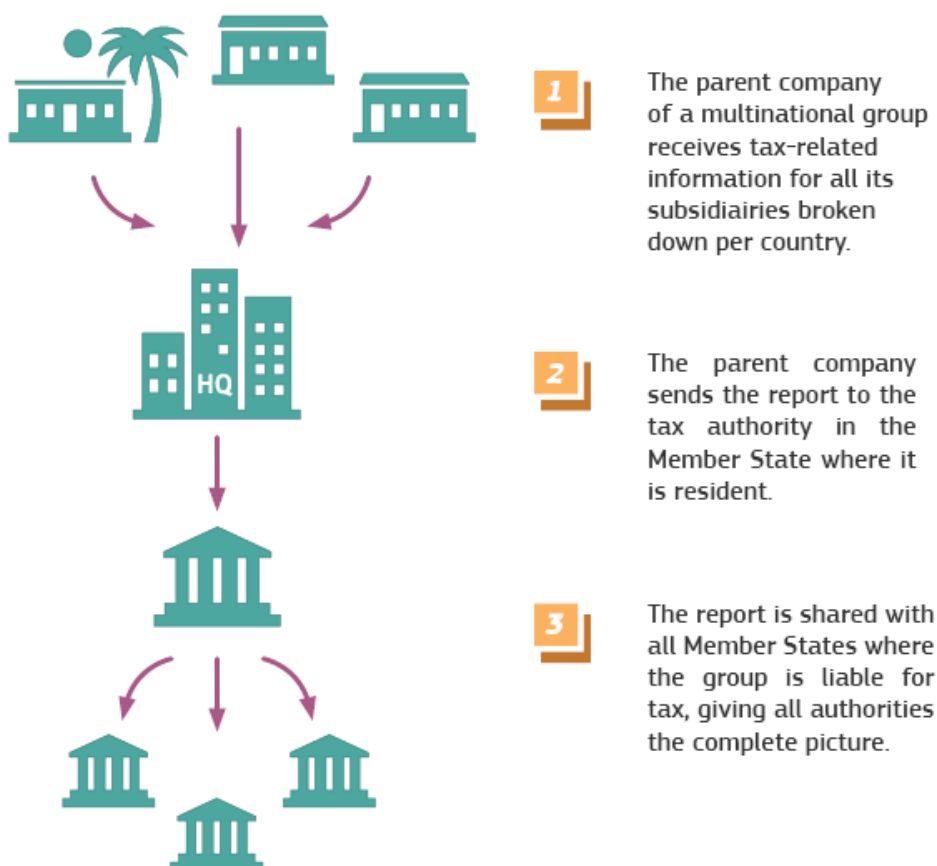 1
The parent company
of a multinational group
receives tax-related
information for all its
subsidiairies broken
down per country.
HQ
2
The parent company
sends the report to the
tax authority in the
Member State where it
is resident.
3
The report is shared with
all Member States where
the group is liable for
tax, giving all authorities
the complete picture.